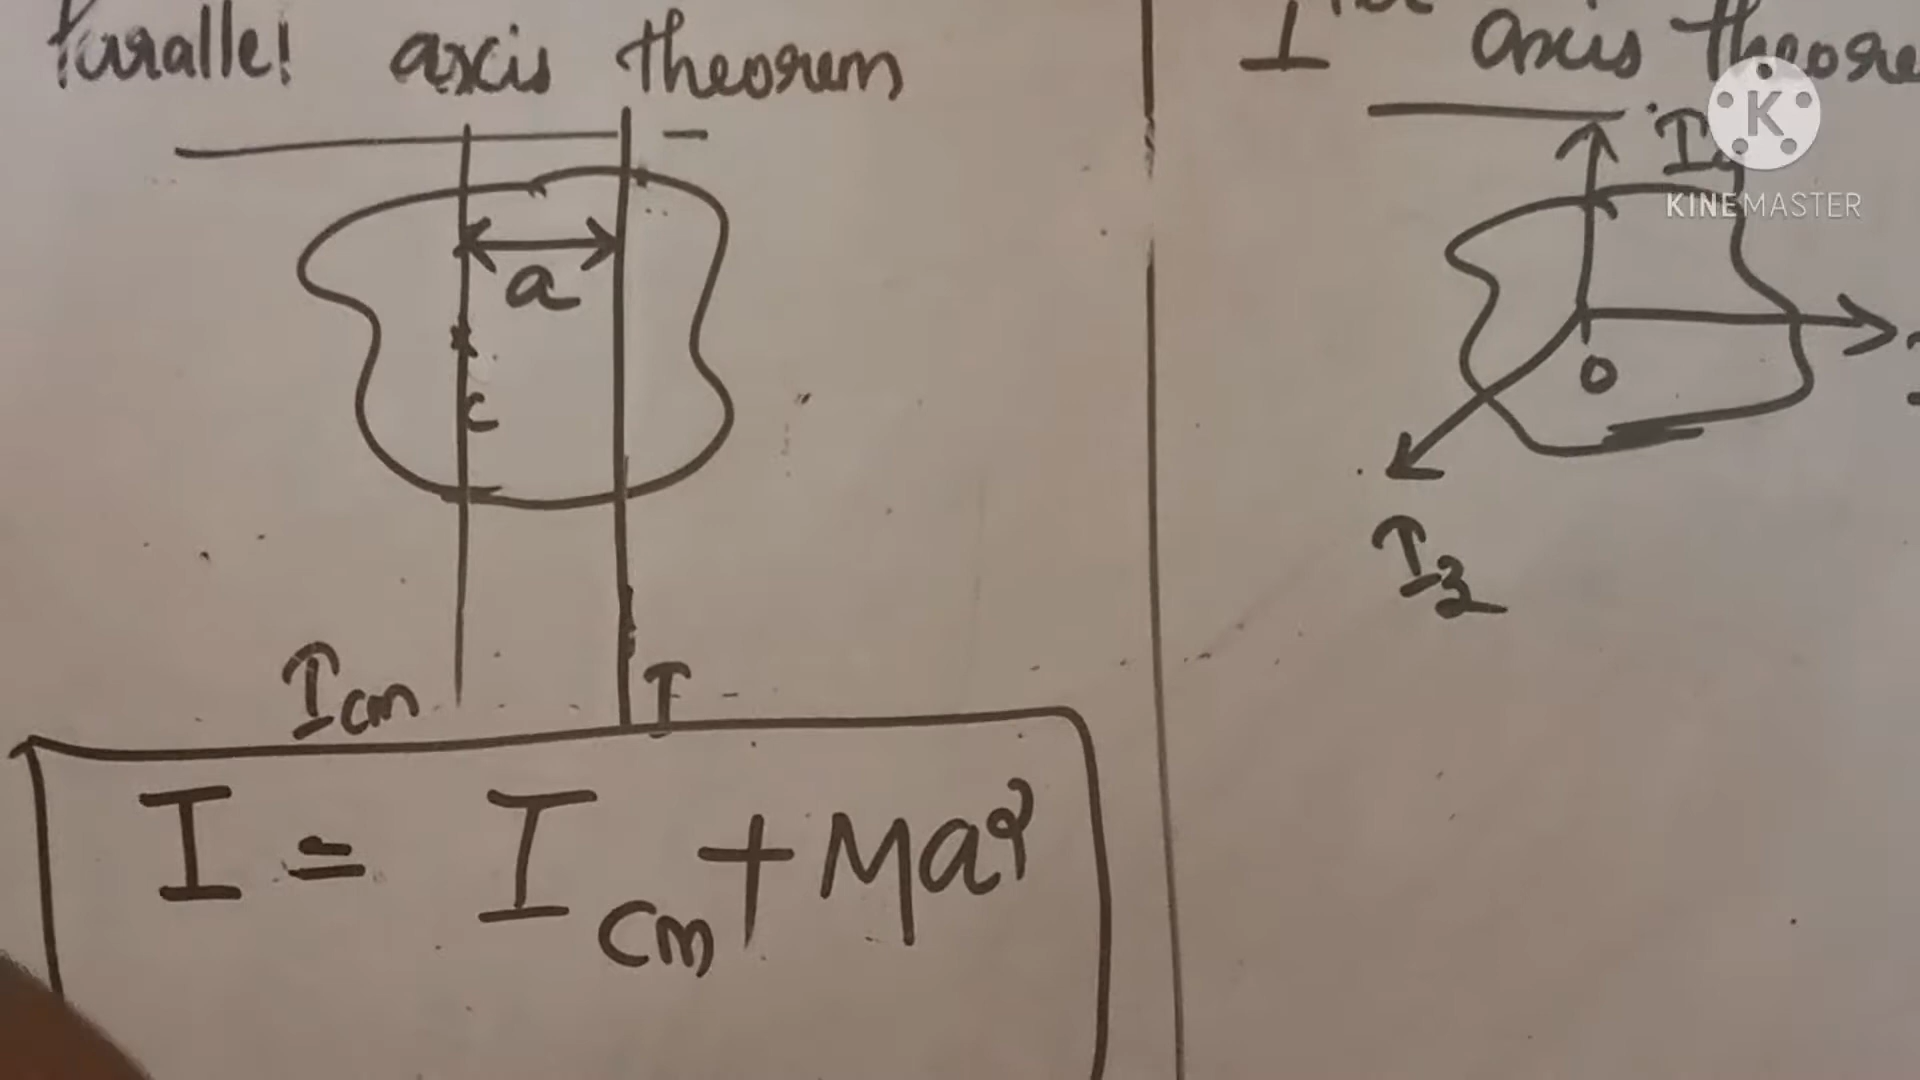 Parallel axis theorem
a
c
Icm I
I = Icm + Ma²
axis theore
K
KINEMASTER
O
I3